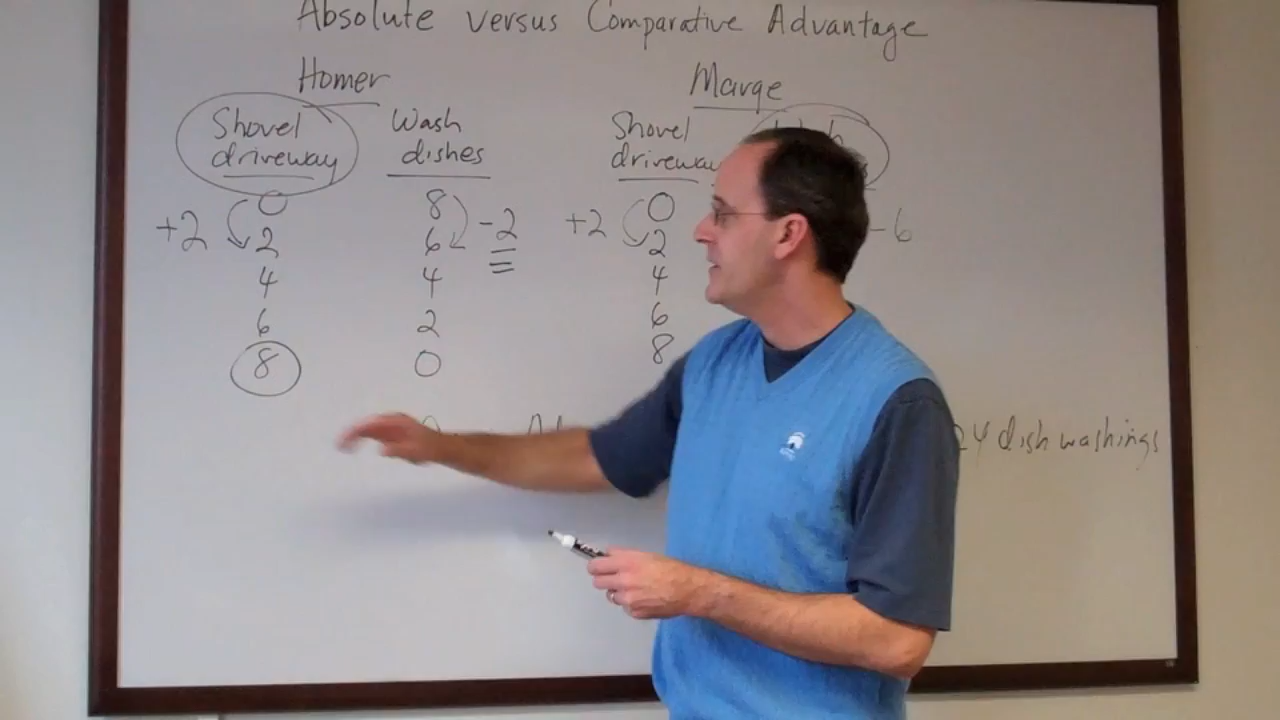 Absolute versus Comparative Advantage
Homer Marge
Shovel Wash Shovel
driveway dishes driveway
+2 0 8 -2 +2 0 -6
2 6 2
4 4 4
6 2 6
8 0 8
24 dish washings